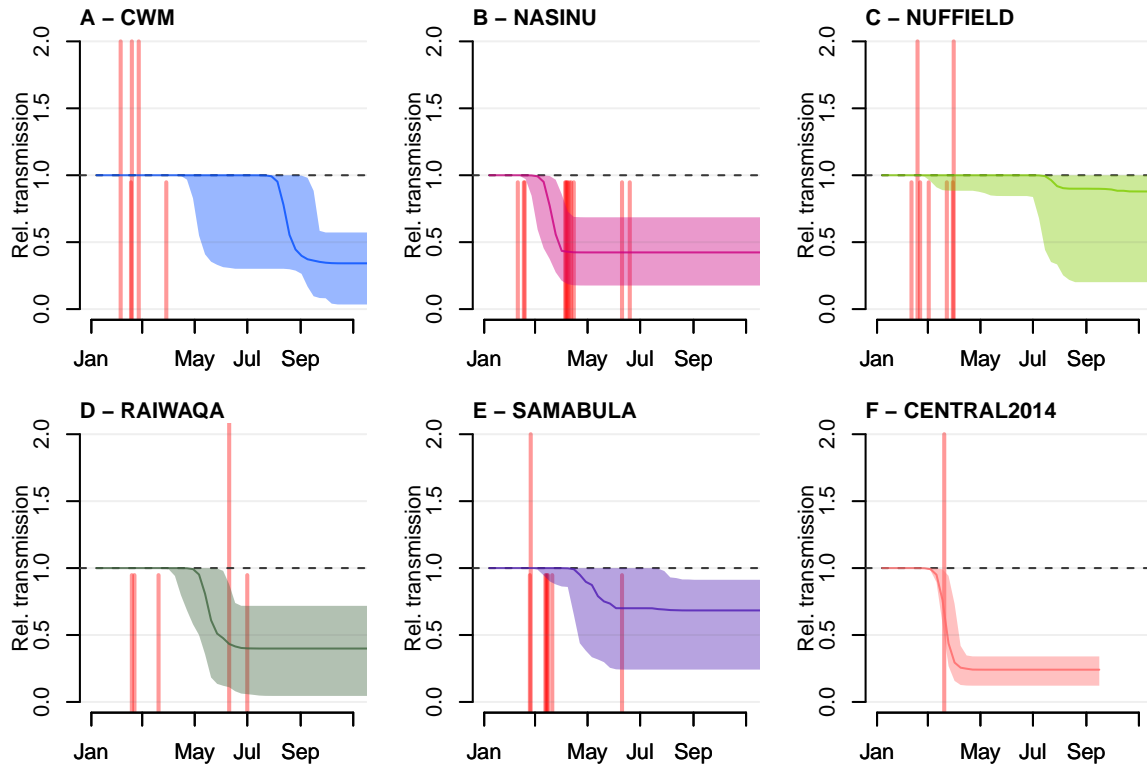 A – CWM
Rel. transmission
2.0
1.5
1.0
0.5
0.0
Jan
May
Jul
Sep
B – NASINU
Rel. transmission
2.0
1.5
1.0
0.5
0.0
Jan
May
Jul
Sep
C – NUFFIELD
Rel. transmission
2.0
1.5
1.0
0.5
0.0
Jan
May
Jul
Sep
D – RAIWAQA
Rel. transmission
2.0
1.5
1.0
0.5
0.0
Jan
May
Jul
Sep
E – SAMABULA
Rel. transmission
2.0
1.5
1.0
0.5
0.0
Jan
May
Jul
Sep
F – CENTRAL2014
Rel. transmission
2.0
1.5
1.0
0.5
0.0
Jan
May
Jul
Sep